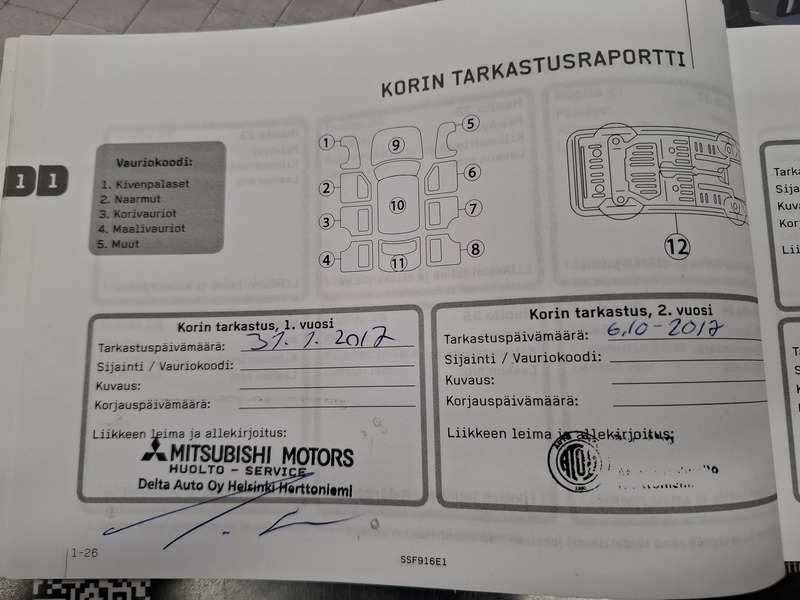 KORIN TARKASTUSRAPORTTI
1 1
Vauriokoodi:
1. Kivenpalaset
2. Naarmut
3. Korivauriot
4. Maalivauriot
5. Muut
1
2
3
4
9
10
11
5
6
7
8
12
Korin tarkastus, 1. vuosi
Tarkastuspäivämäärä: 31.1.2017
Sijainti / Vauriokoodi:
Kuvaus:
Korjauspäivämäärä:
Liikkeen leima ja allekirjoitus:
MITSUBISHI MOTORS
HUOLTO - SERVICE
Delta Auto Oy Helsinki Herttoniemi
Korin tarkastus, 2. vuosi
Tarkastuspäivämäärä: 6.10-2017
Sijainti / Vauriokoodi:
Kuvaus:
Korjauspäivämäärä:
Liikkeen leima ja allekirjoitus:
1-26
SSF916E1